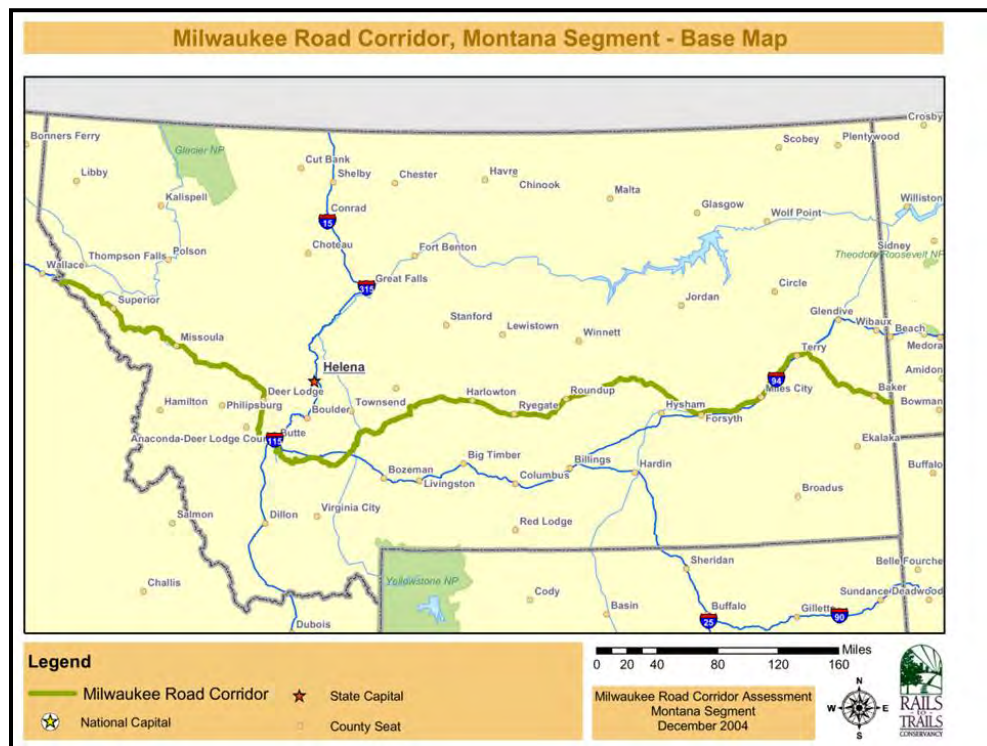 Milwaukee Road Corridor, Montana Segment - Base Map
Crosby
Bonners Ferry
Glacier NP
Scobey
Plentywood
Cut Bank
Libby
Shelby
Chester
Havre
Chinook
Malta
Kalispell
Conrad
Glasgow
Wolf Point
Williston
15
Choteau
Fort Benton
Sidney
Polson
Thompson Falls
Theodore Roosevelt NP
Wallace
Great Falls
315
Circle
Superior
Jordan
Glendive
Stanford
Lewistown
Winnett
Wibaux
Beach
Missoula
Medora
Terry
Helena
Amidon
94
Deer Lodge
Harlowton
Roundup
Miles City
Baker
Hamilton
Philipsburg
Boulder
Townsend
Ryegate
Hysham
Forsyth
Bowman
Anaconda-Deer Lodge Coun
Butte
115
Ekalaka
Bozeman
Big Timber
Billings
Hardin
Buffalo
Livingston
Columbus
Broadus
Salmon
Dillon
Virginia City
Red Lodge
Sheridan
Belle Fourche
Yellowstone NP
Challis
Cody
Basin
Buffalo
Sundance
Deadwood
Gillette
90
Dubois
25
Legend
Milwaukee Road Corridor
State Capital
National Capital
County Seat
Miles
0 20 40 80 120 160
Milwaukee Road Corridor Assessment
Montana Segment
December 2004
N
W E
S
RAILS
to
TRAILS
CONSERVANCY